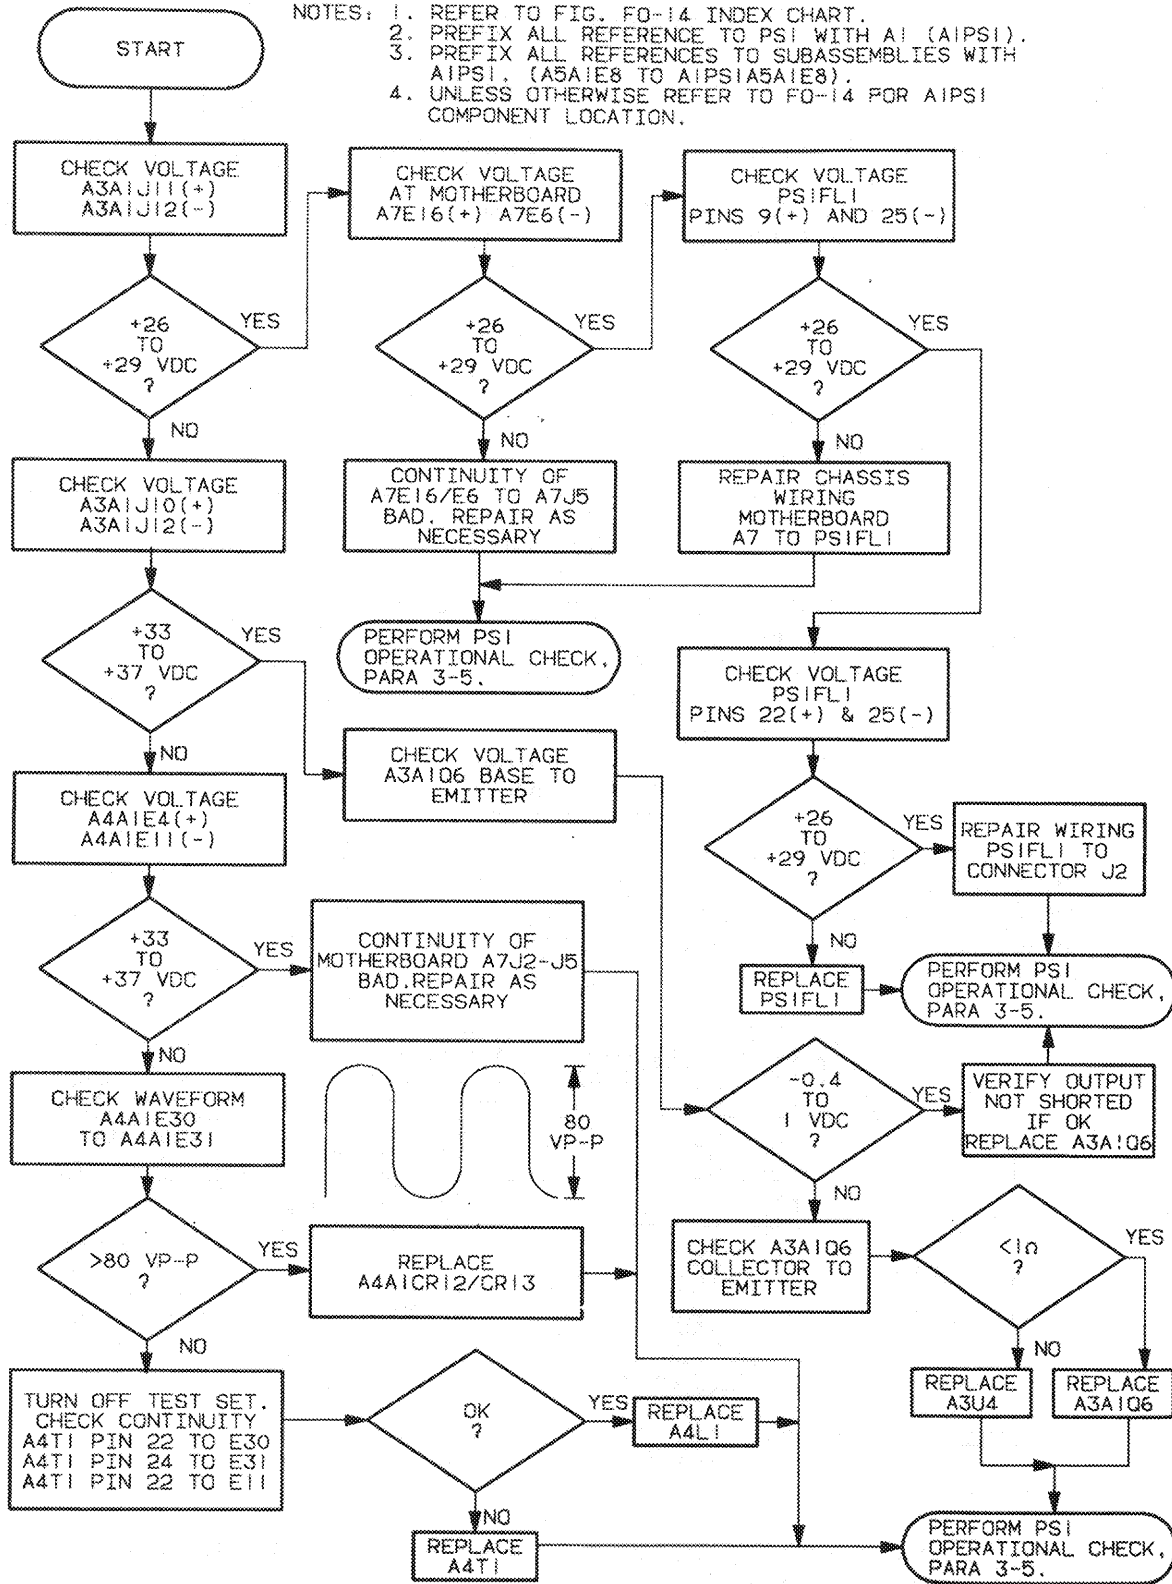 NOTES: 1. REFER TO FIG. FO-14 INDEX CHART.
2. PREFIX ALL REFERENCE TO PS1 WITH A1 (A1PS1).
3. PREFIX ALL REFERENCES TO SUBASSEMBLIES WITH
A1PS1. (A5A1E8 TO A1PS1A5A1E8).
4. UNLESS OTHERWISE REFER TO FO-14 FOR A1PS1
COMPONENT LOCATION.
START
CHECK VOLTAGE
A3A1J11(+)
A3A1J12(-)
+26
TO
+29 VDC
?
YES
NO
CHECK VOLTAGE
AT MOTHERBOARD
A7E16(+) A7E6(-)
+26
TO
+29 VDC
?
YES
NO
CHECK VOLTAGE
PS1FL1
PINS 9(+) AND 25(-)
+26
TO
+29 VDC
?
YES
NO
CHECK VOLTAGE
A3A1J10(+)
A3A1J12(-)
CONTINUITY OF
A7E16/E6 TO A7J5
BAD. REPAIR AS
NECESSARY
REPAIR CHASSIS
WIRING
MOTHERBOARD
A7 TO PS1FL1
PERFORM PS1
OPERATIONAL CHECK,
PARA 3-5.
+33
TO
+37 VDC
?
YES
NO
CHECK VOLTAGE
PS1FL1
PINS 22(+) & 25(-)
CHECK VOLTAGE
A3A1Q6 BASE TO
EMITTER
CHECK VOLTAGE
A4A1E4(+)
A4A1E11(-)
+26
TO
+29 VDC
?
YES
NO
REPAIR WIRING
PS1FL1 TO
CONNECTOR J2
+33
TO
+37 VDC
?
YES
NO
CONTINUITY OF
MOTHERBOARD A7J2-J5
BAD.REPAIR AS
NECESSARY
REPLACE
PS1FL1
PERFORM PS1
OPERATIONAL CHECK,
PARA 3-5.
CHECK WAVEFORM
A4A1E30
TO A4A1E31
80
VP-P
-0.4
TO
1 VDC
?
YES
NO
VERIFY OUTPUT
NOT SHORTED
IF OK
REPLACE A3A1Q6
>80 VP-P
?
YES
NO
REPLACE
A4A1CR12/CR13
CHECK A3A1Q6
COLLECTOR TO
EMITTER
<1Ω
?
YES
NO
REPLACE
A3U4
REPLACE
A3A1Q6
TURN OFF TEST SET.
CHECK CONTINUITY
A4T1 PIN 22 TO E30
A4T1 PIN 24 TO E31
A4T1 PIN 22 TO E11
OK
?
YES
NO
REPLACE
A4L1
REPLACE
A4T1
PERFORM PS1
OPERATIONAL CHECK,
PARA 3-5.